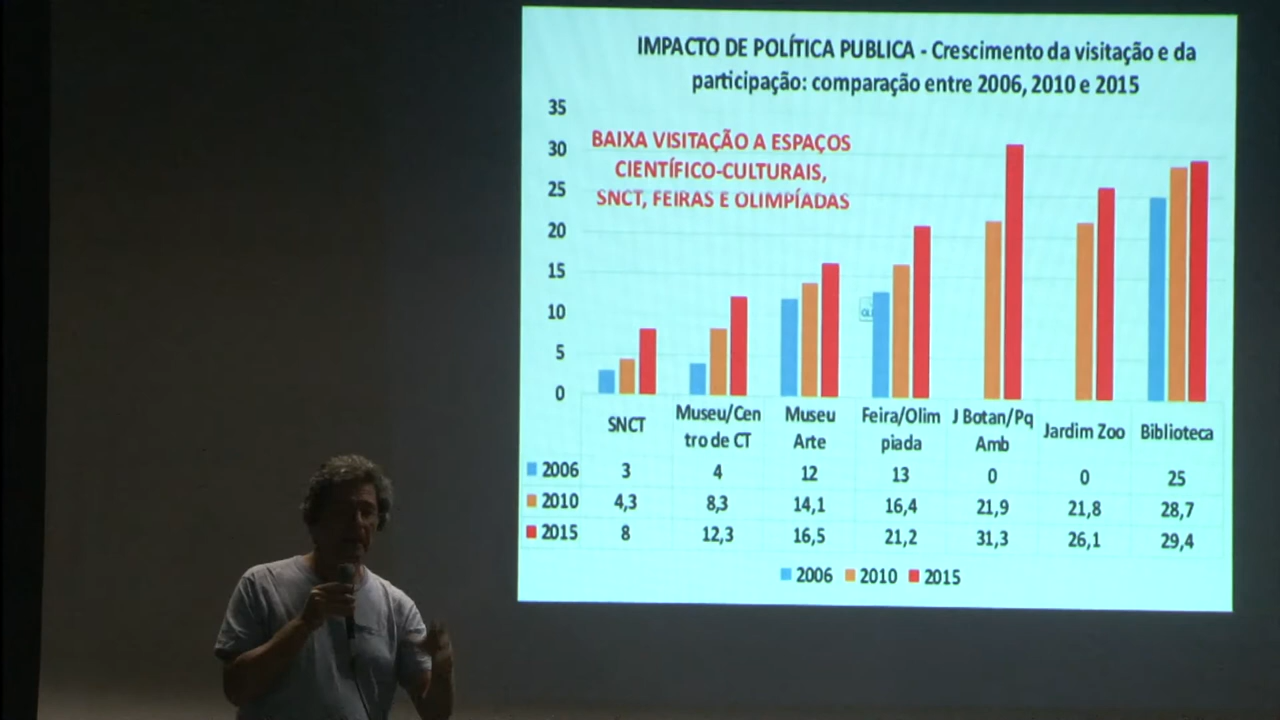 IMPACTO DE POLÍTICA PUBLICA - Crescimento da visitação e da
participação: comparação entre 2006, 2010 e 2015
35
30
25
20
15
10
5
0
BAIXA VISITAÇÃO A ESPAÇOS
CIENTÍFICO-CULTURAIS,
SNCT, FEIRAS E OLIMPÍADAS
SNCT
Museu/Cen
tro de CT
Museu
Arte
Feira/Olim
piada
J Botan/Pq
Amb
Jardim Zoo
Biblioteca
2006 3 4 12 13 0 0 25
2010 4,3 8,3 14,1 16,4 21,9 21,8 28,7
2015 8 12,3 16,5 21,2 31,3 26,1 29,4
2006 2010 2015